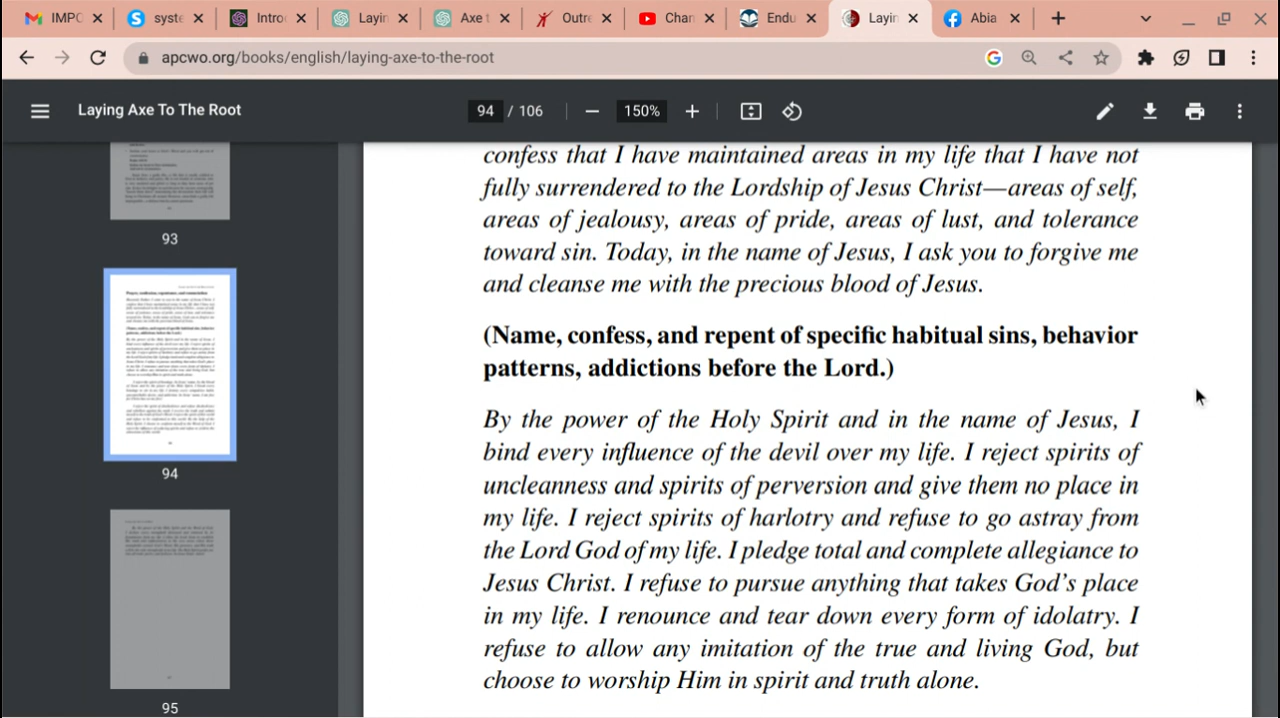 IMPC
syste
Intro
Layin
Axe t
Outre
Chan
Endu
Layin
Abia
apcwo.org/books/english/laying-axe-to-the-root
Laying Axe To The Root
94 / 106
150%
confess that I have maintained areas in my life that I have not
fully surrendered to the Lordship of Jesus Christ—areas of self,
areas of jealousy, areas of pride, areas of lust, and tolerance
toward sin. Today, in the name of Jesus, I ask you to forgive me
and cleanse me with the precious blood of Jesus.
(Name, confess, and repent of specific habitual sins, behavior
patterns, addictions before the Lord.)
By the power of the Holy Spirit and in the name of Jesus, I
bind every influence of the devil over my life. I reject spirits of
uncleanness and spirits of perversion and give them no place in
my life. I reject spirits of harlotry and refuse to go astray from
the Lord God of my life. I pledge total and complete allegiance to
Jesus Christ. I refuse to pursue anything that takes God's place
in my life. I renounce and tear down every form of idolatry. I
refuse to allow any imitation of the true and living God, but
choose to worship Him in spirit and truth alone.
93
94
95